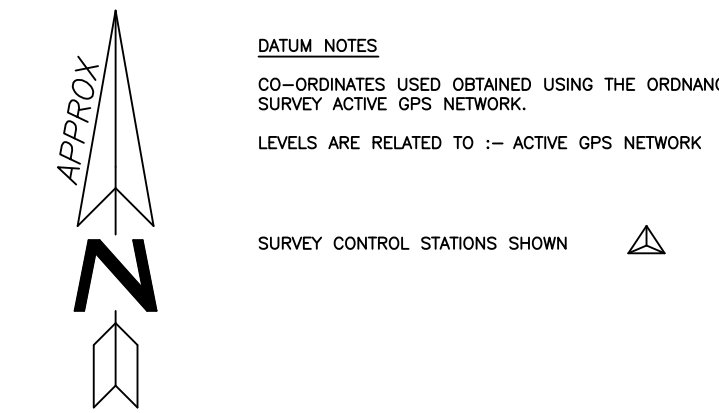 APPROX
N
DATUM NOTES
CO-ORDINATES USED OBTAINED USING THE
SURVEY ACTIVE GPS NETWORK.
LEVELS ARE RELATED TO :- ACTIVE GPS NETWORK
SURVEY CONTROL STATIONS SHOWN